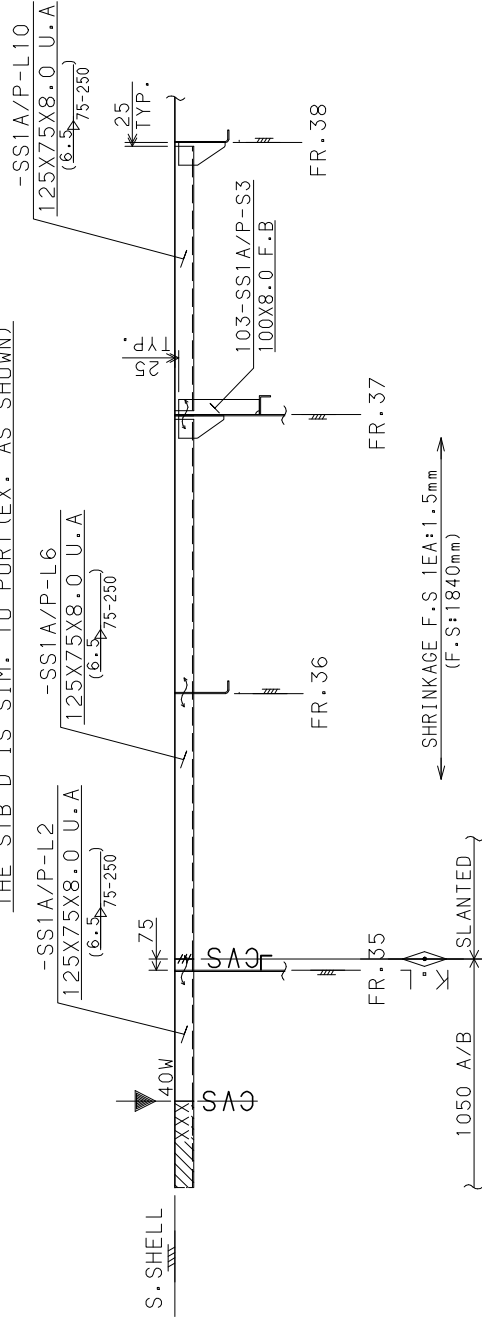 THE STB'D IS SIM. TO PORT(EX. AS SHOWN)
-SS1A/P-L2
125X75X8.0 U.A
(6.5 75-250)
-SS1A/P-L6
125X75X8.0 U.A
(6.5 75-250)
-SS1A/P-L10
125X75X8.0 U.A
(6.5 75-250)
S.SHELL
40W
XXX
CVS
75
CVS
25
TYP.
25
TYP.
103-SS1A/P-S3
100X8.0 F.B
FR.35
FR.36
FR.37
FR.38
K.L
1050 A/B
SLANTED
SHRINKAGE F.S 1EA:1.5mm
(F.S:1840mm)